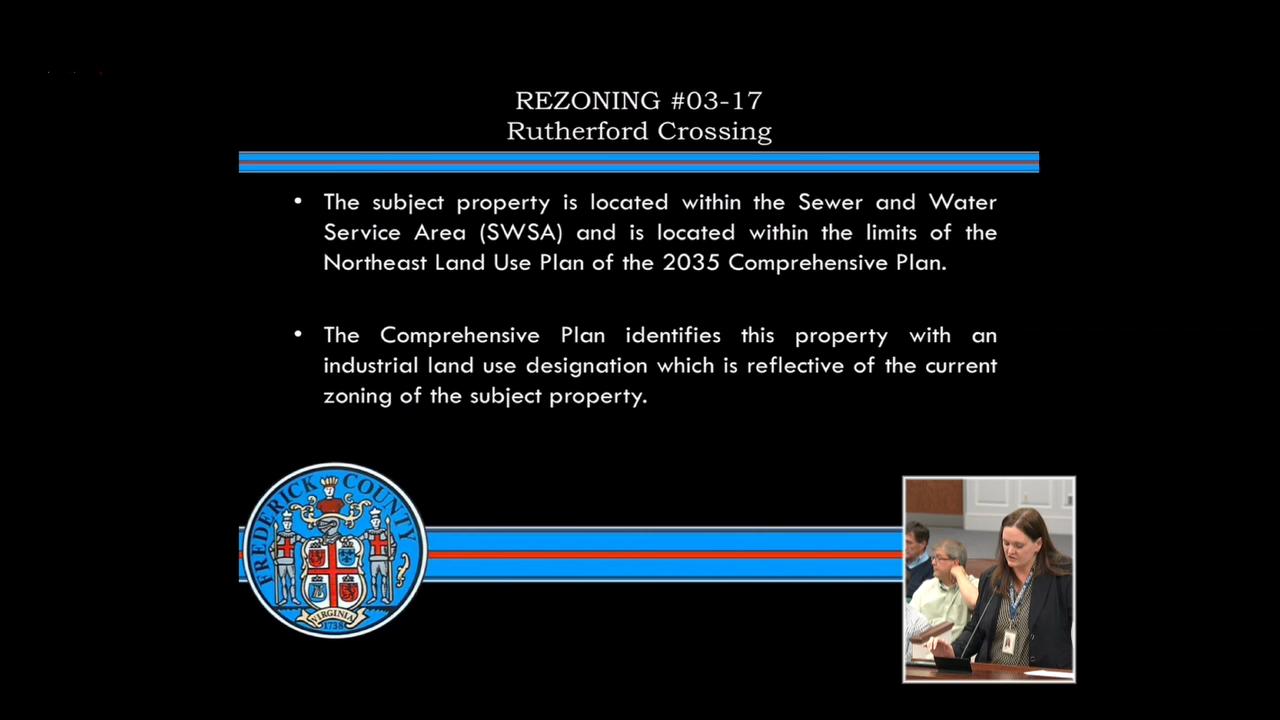 REZONING #03-17
Rutherford Crossing
• The subject property is located within the Sewer and Water
Service Area (SWSA) and is located within the limits of the
Northeast Land Use Plan of the 2035 Comprehensive Plan.
• The Comprehensive Plan identifies this property with an
industrial land use designation which is reflective of the current
zoning of the subject property.
FREDERICK COUNTY
VIRGINIA
1738